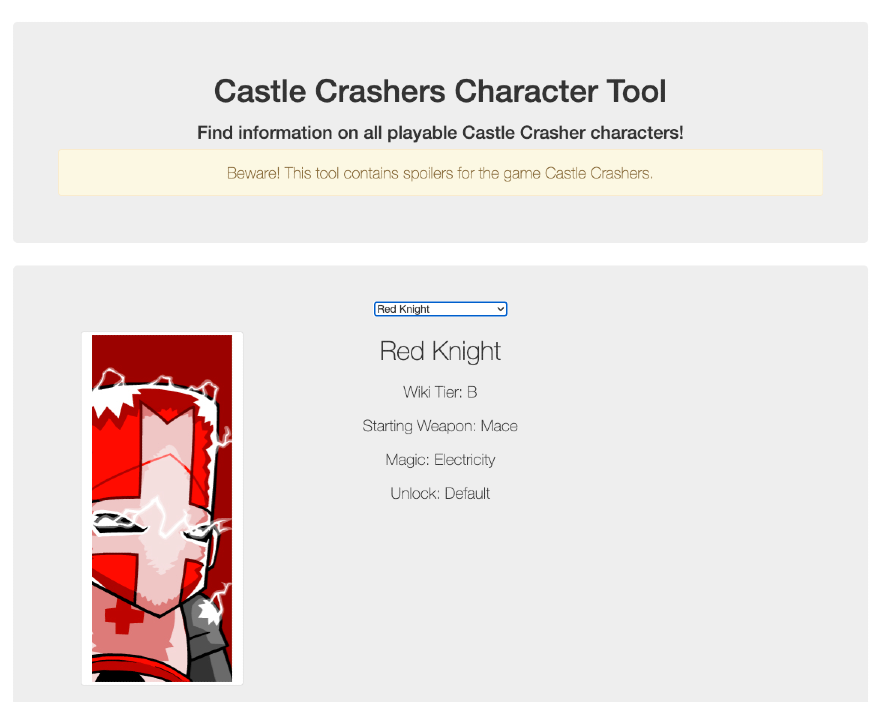 Castle Crashers Character Tool
Find information on all playable Castle Crasher characters!
Beware! This tool contains spoilers for the game Castle Crashers.
Red Knight
Red Knight
Wiki Tier: B
Starting Weapon: Mace
Magic: Electricity
Unlock: Default